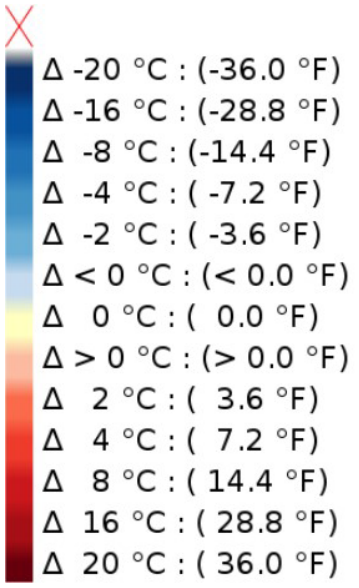 Δ -20 °C : (-36.0 °F)
Δ -16 °C : (-28.8 °F)
Δ -8 °C : (-14.4 °F)
Δ -4 °C : ( -7.2 °F)
Δ -2 °C : ( -3.6 °F)
Δ < 0 °C : (< 0.0 °F)
Δ 0 °C : ( 0.0 °F)
Δ > 0 °C : (> 0.0 °F)
Δ 2 °C : ( 3.6 °F)
Δ 4 °C : ( 7.2 °F)
Δ 8 °C : ( 14.4 °F)
Δ 16 °C : ( 28.8 °F)
Δ 20 °C : ( 36.0 °F)